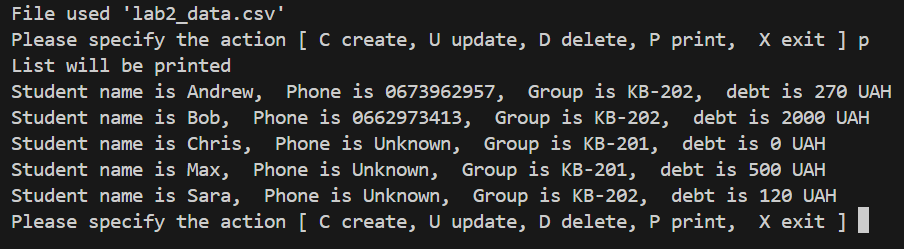 File used 'lab2_data.csv'
Please specify the action [ C create, U update, D delete, P print,  X exit ] p
List will be printed
Student name is Andrew,  Phone is 0673962957,  Group is KB-202,  debt is 270 UAH
Student name is Bob,  Phone is 0662973413,  Group is KB-202,  debt is 2000 UAH
Student name is Chris,  Phone is Unknown,  Group is KB-201,  debt is 0 UAH
Student name is Max,  Phone is Unknown,  Group is KB-201,  debt is 500 UAH
Student name is Sara,  Phone is Unknown,  Group is KB-202,  debt is 120 UAH
Please specify the action [ C create, U update, D delete, P print,  X exit ]